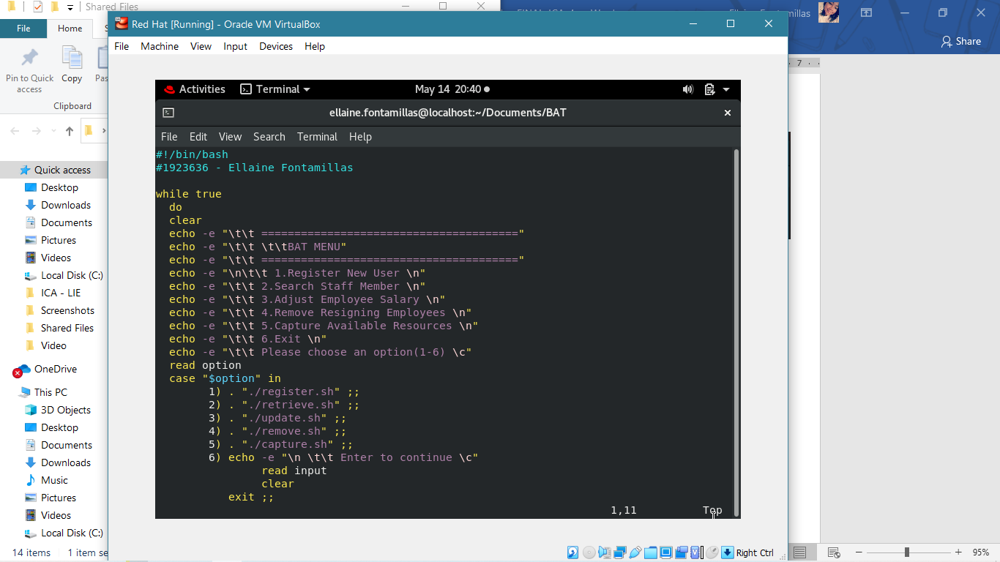 Shared Files
File
Home
Pin to Quick access
Copy
Clipboard
Quick access
Desktop
Downloads
Documents
Pictures
Videos
Local Disk (C:)
ICA - LIE
Screenshots
Shared Files
Video
OneDrive
This PC
3D Objects
Desktop
Documents
Downloads
Music
Pictures
Videos
Local Disk (C:)
14 items
Red Hat [Running] - Oracle VM VirtualBox
File Machine View Input Devices Help
Activities Terminal May 14 20:40
ellaine.fontamillas@localhost:~/Documents/BAT
File Edit View Search Terminal Help
#!/bin/bash
#1923636 - Ellaine Fontamillas
while true
do
clear
echo -e "\t\t ======================================="
echo -e "\t\t \t\tBAT MENU"
echo -e "\t\t ======================================="
echo -e "\n\t\t 1.Register New User \n"
echo -e "\t\t 2.Search Staff Member \n"
echo -e "\t\t 3.Adjust Employee Salary \n"
echo -e "\t\t 4.Remove Resigning Employees \n"
echo -e "\t\t 5.Capture Available Resources \n"
echo -e "\t\t 6.Exit \n"
echo -e "\t\t Please choose an option(1-6) \c"
read option
case "$option" in
1) . "./register.sh" ;;
2) . "./retrieve.sh" ;;
3) . "./update.sh" ;;
4) . "./remove.sh" ;;
5) . "./capture.sh" ;;
6) echo -e "\n \t\t Enter to continue \c"
read input
clear
exit ;;
1,11 Top
Right Ctrl
Share
7
95%